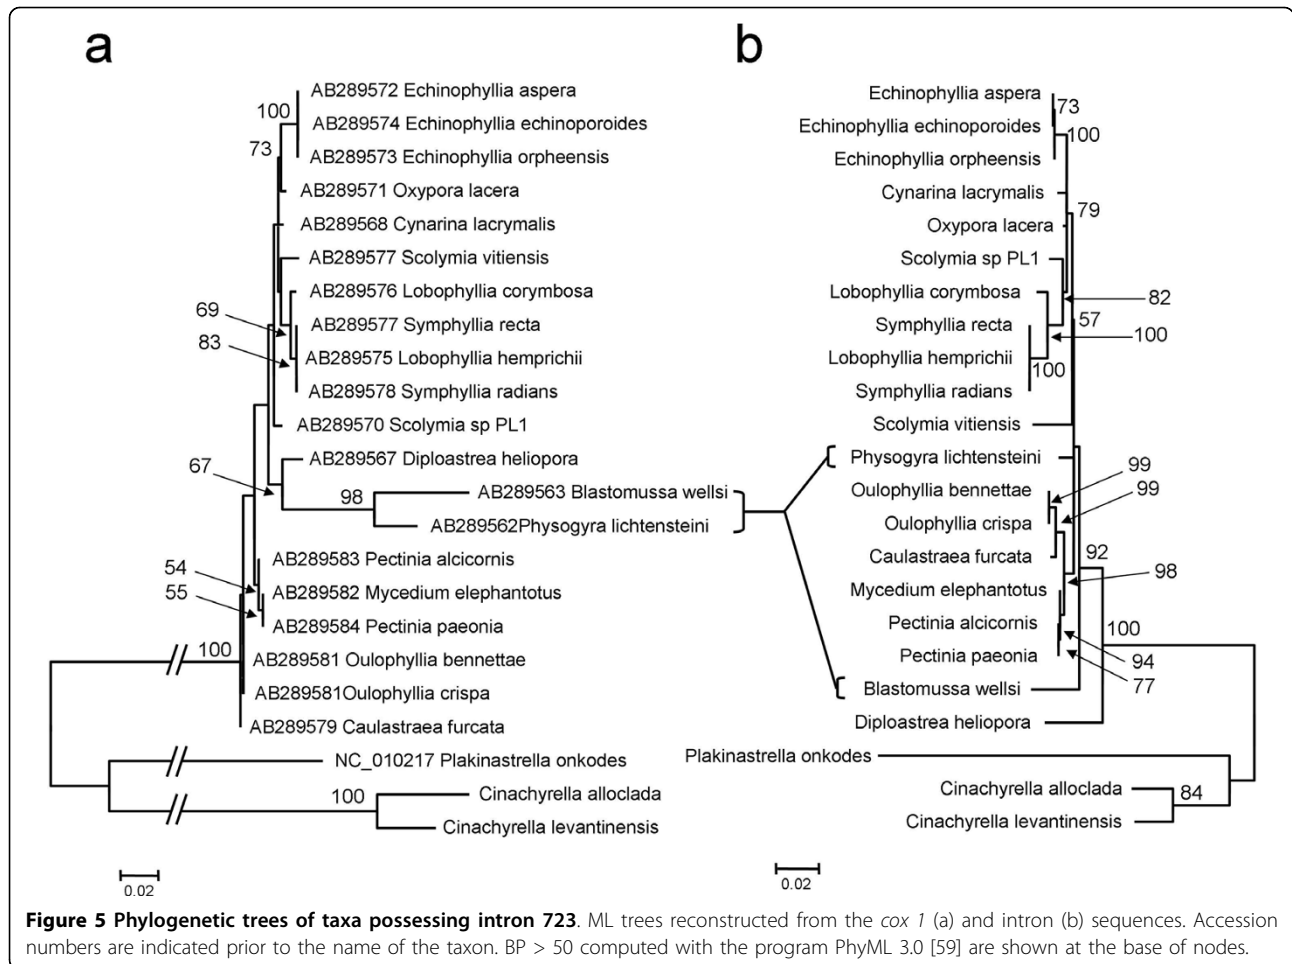 a
b
AB289572 Echinophyllia aspera
AB289574 Echinophyllia echinoporoides
AB289573 Echinophyllia orpheensis
AB289571 Oxypora lacera
AB289568 Cynarina lacrymalis
AB289577 Scolymia vitiensis
AB289576 Lobophyllia corymbosa
AB289577 Symphyllia recta
AB289575 Lobophyllia hemprichii
AB289578 Symphyllia radians
AB289570 Scolymia sp PL1
AB289567 Diploastrea heliopora
AB289563 Blastomussa wellsi
AB289562Physogyra lichtensteini
AB289583 Pectinia alcicornis
AB289582 Mycedium elephantotus
AB289584 Pectinia paeonia
AB289581 Oulophyllia bennettae
AB289581Oulophyllia crispa
AB289579 Caulastraea furcata
NC_010217 Plakinastrella onkodes
Cinachyrella alloclada
Cinachyrella levantinensis
100
73
69
83
67
98
54
55
100
100
0.02
Echinophyllia aspera
Echinophyllia echinoporoides
Echinophyllia orpheensis
Cynarina lacrymalis
Oxypora lacera
Scolymia sp PL1
Lobophyllia corymbosa
Symphyllia recta
Lobophyllia hemprichii
Symphyllia radians
Scolymia vitiensis
Physogyra lichtensteini
Oulophyllia bennettae
Oulophyllia crispa
Caulastraea furcata
Mycedium elephantotus
Pectinia alcicornis
Pectinia paeonia
Blastomussa wellsi
Diploastrea heliopora
Plakinastrella onkodes
Cinachyrella alloclada
Cinachyrella levantinensis
73
100
79
82
57
100
100
99
99
92
98
100
94
77
84
0.02
Figure 5 Phylogenetic trees of taxa possessing intron 723. ML trees reconstructed from the cox 1 (a) and intron (b) sequences. Accession
numbers are indicated prior to the name of the taxon. BP > 50 computed with the program PhyML 3.0 [59] are shown at the base of nodes.